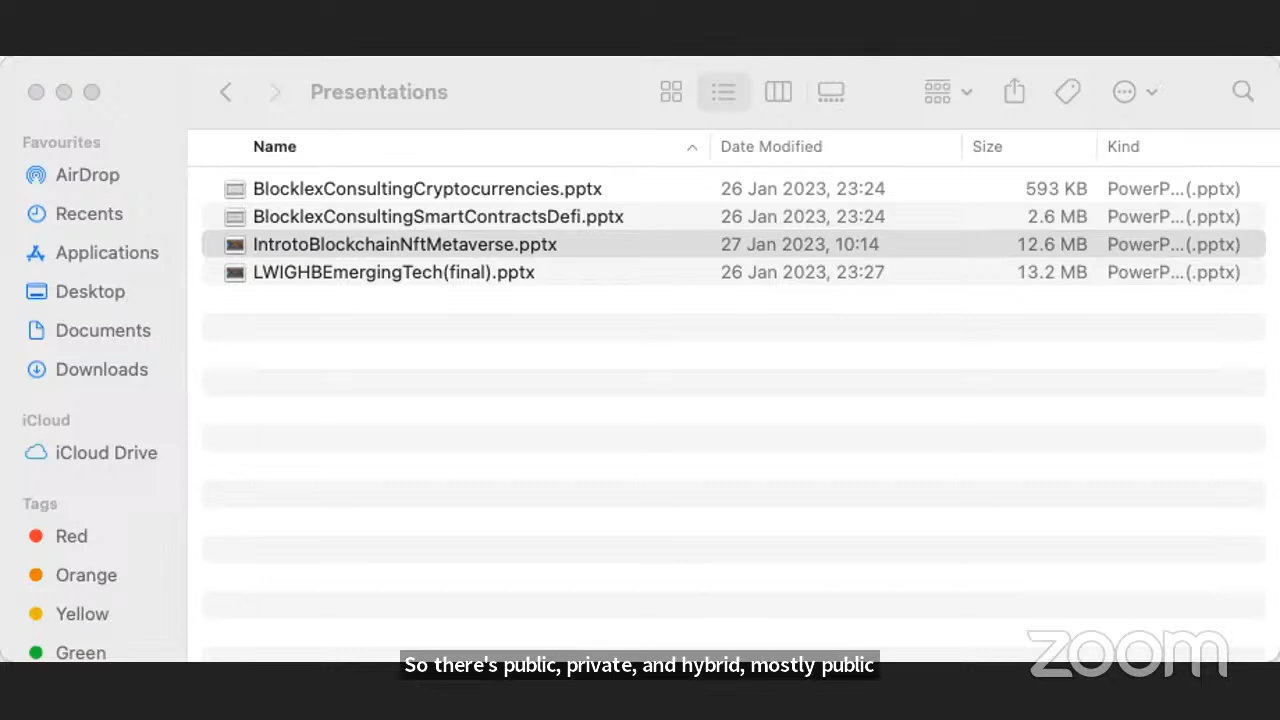 Presentations
Favourites
AirDrop
Recents
Applications
Desktop
Documents
Downloads
iCloud
iCloud Drive
Tags
Red
Orange
Yellow
Green
Name Date Modified Size Kind
BlocklexConsultingCryptocurrencies.pptx 26 Jan 2023, 23:24 593 KB PowerP...(.pptx)
BlocklexConsultingSmartContractsDefi.pptx 26 Jan 2023, 23:24 2.6 MB PowerP...(.pptx)
IntrotoBlockchainNftMetaverse.pptx 27 Jan 2023, 10:14 12.6 MB PowerP...(.pptx)
LWIGHBEmergingTech(final).pptx 26 Jan 2023, 23:27 13.2 MB PowerP...(.pptx)
zoom
So there's public, private, and hybrid, mostly public